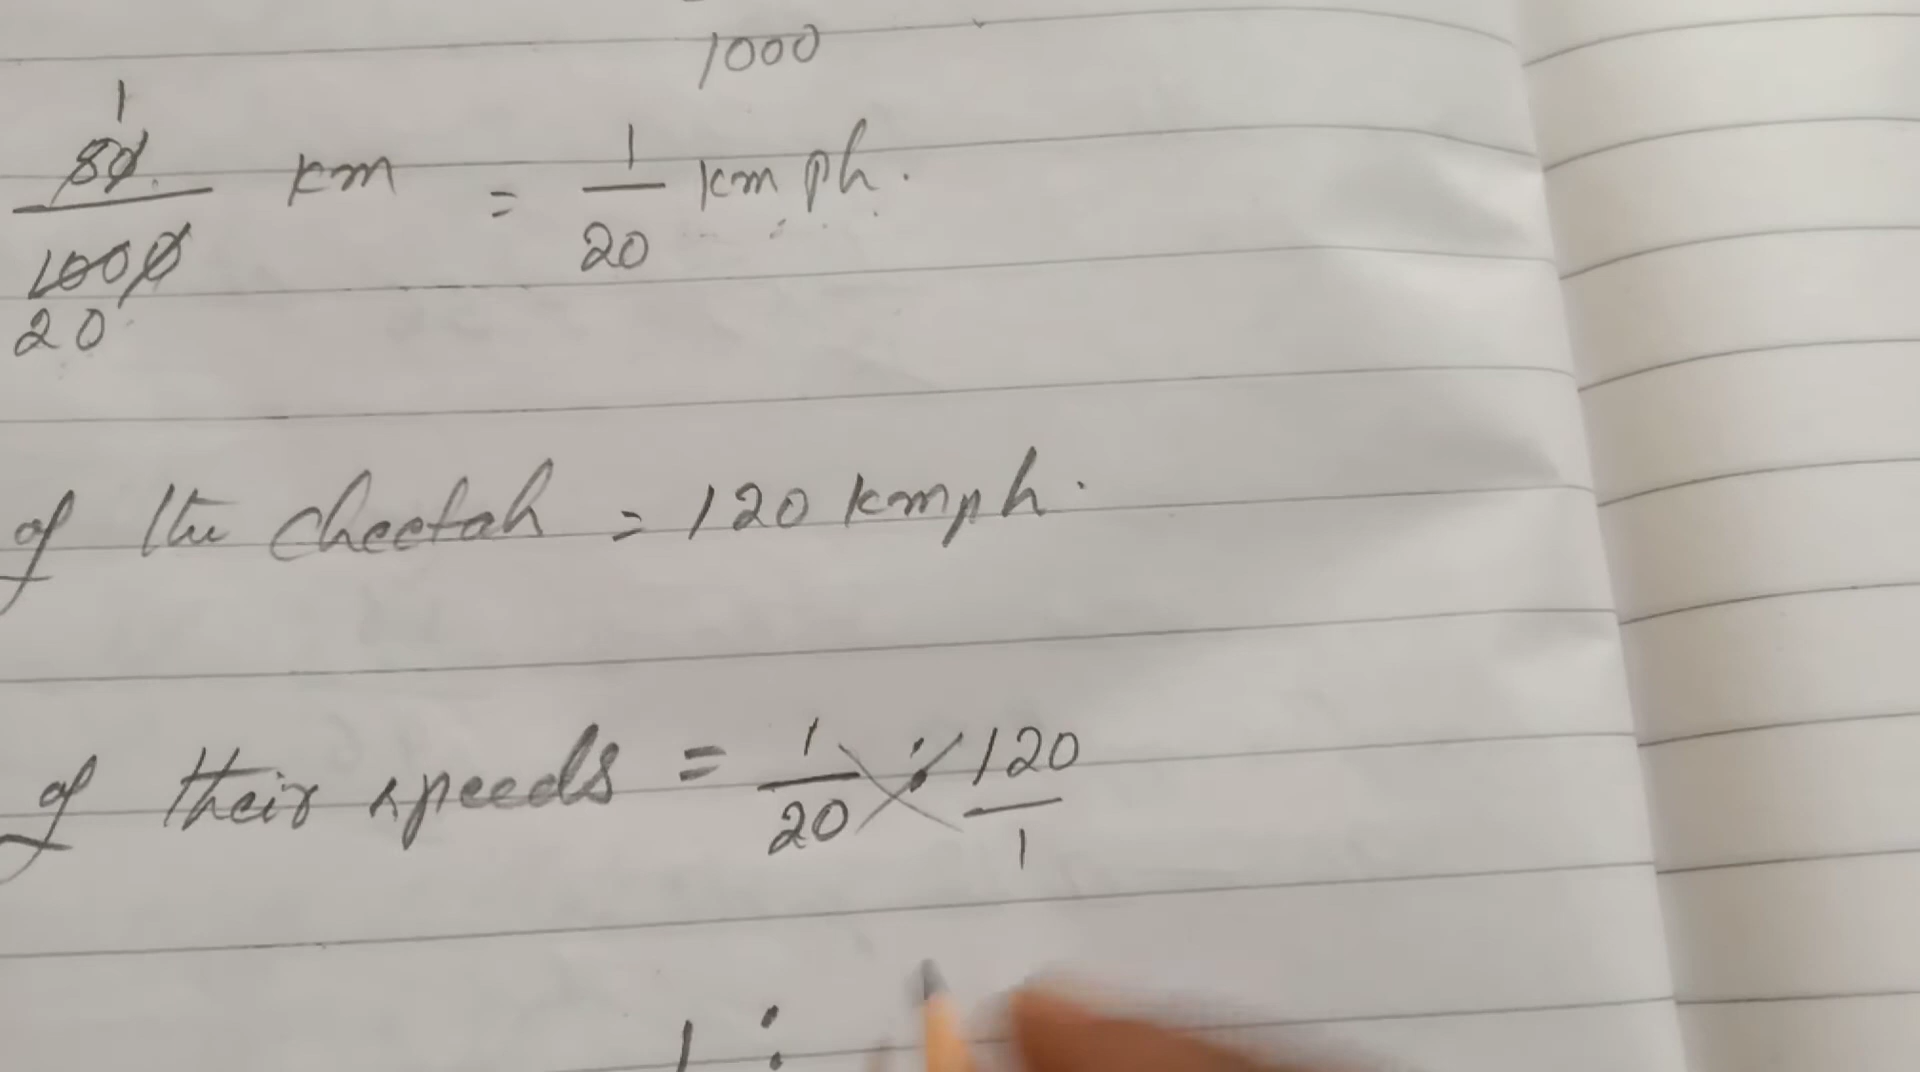 1000
1
50/1000 km = 1/20 kmph.
20
of the cheetah = 120 kmph.
of their speeds = 1/20 : 120/1
1 :